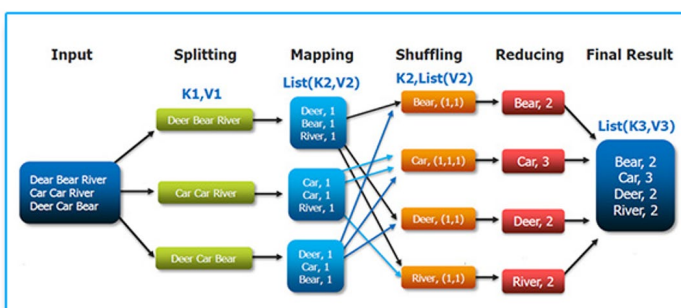 Input
Splitting
Mapping
Shuffling
Reducing
Final Result
K1,V1
List(K2,V2)
K2,List(V2)
List(K3,V3)
Dear Bear River
Car Car River
Deer Car Bear
Deer Bear River
Car Car River
Deer Car Bear
Deer, 1
Bear, 1
River, 1
Car, 1
Car, 1
River, 1
Deer, 1
Car, 1
Bear, 1
Bear, (1,1)
Car, (1,1,1)
Deer, (1,1)
River, (1,1)
Bear, 2
Car, 3
Deer, 2
River, 2
Bear, 2
Car, 3
Deer, 2
River, 2